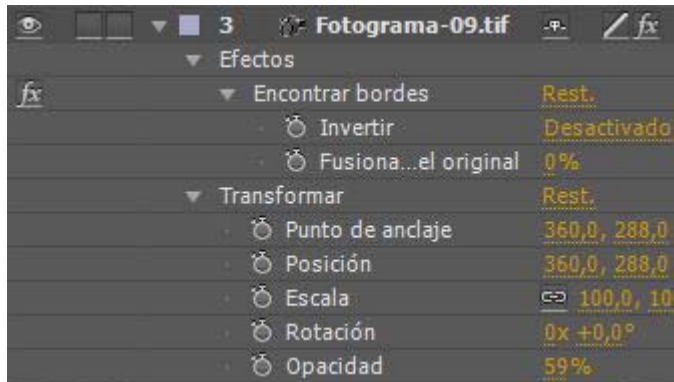 3 Fotograma-09.tif fx
Efectos
fx Encontrar bordes Rest.
Invertir Desactivado
Fusiona...el original 0%
Transformar Rest.
Punto de anclaje 360,0, 288,0
Posición 360,0, 288,0
Escala 100,0, 10
Rotación 0x +0,0°
Opacidad 59%